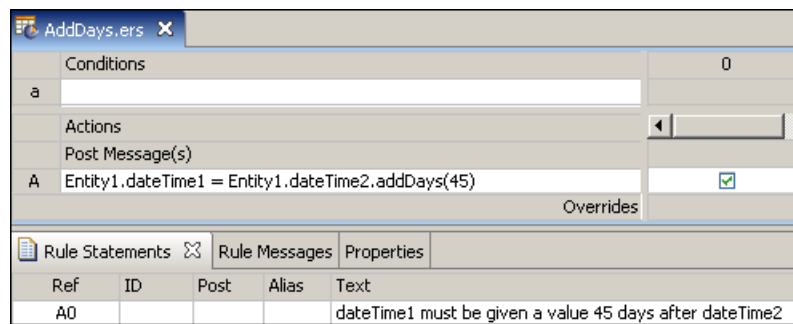 AddDays.ers
Conditions 0
a
Actions
Post Message(s)
A Entity1.dateTime1 = Entity1.dateTime2.addDays(45)
Overrides
Rule Statements Rule Messages Properties
Ref ID Post Alias Text
A0 dateTime1 must be given a value 45 days after dateTime2